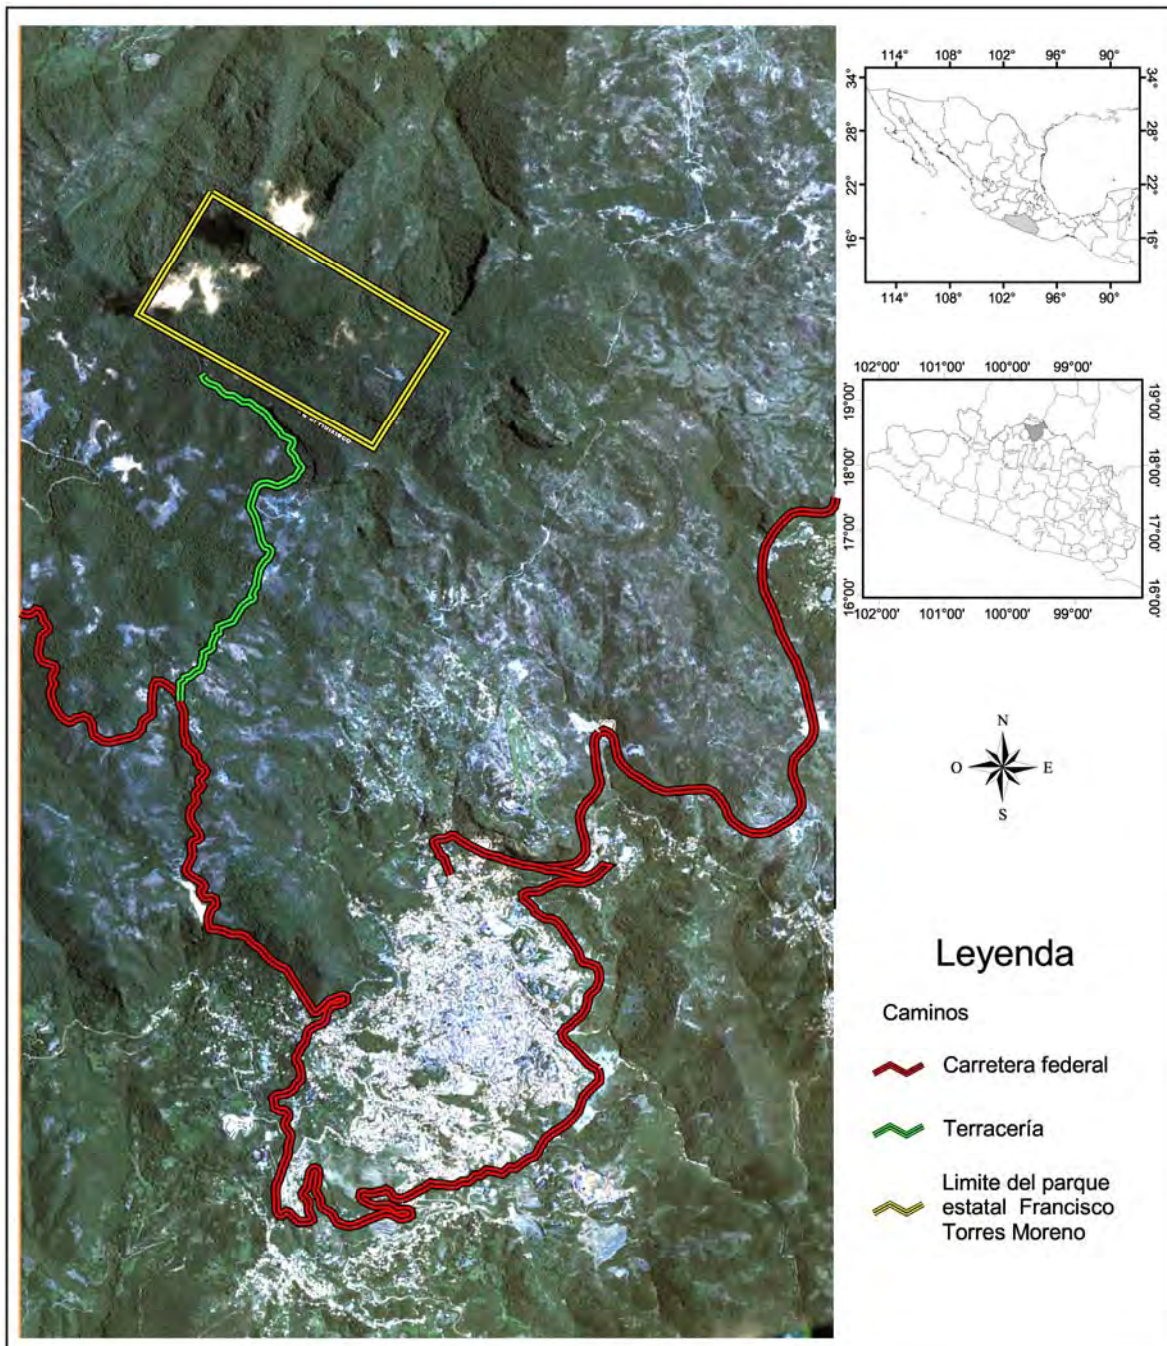 114° 108° 102° 96° 90°
34°
28°
22°
16°
34°
28°
22°
16°
114° 108° 102° 96° 90°
102°00' 101°00' 100°00' 99°00'
19°00'
18°00'
17°00'
16°00'
19°00'
18°00'
17°00'
16°00'
102°00' 101°00' 100°00' 99°00'
N
O E
S
Leyenda
Caminos
Carretera federal
Terracería
Limite del parque
estatal Francisco
Torres Moreno